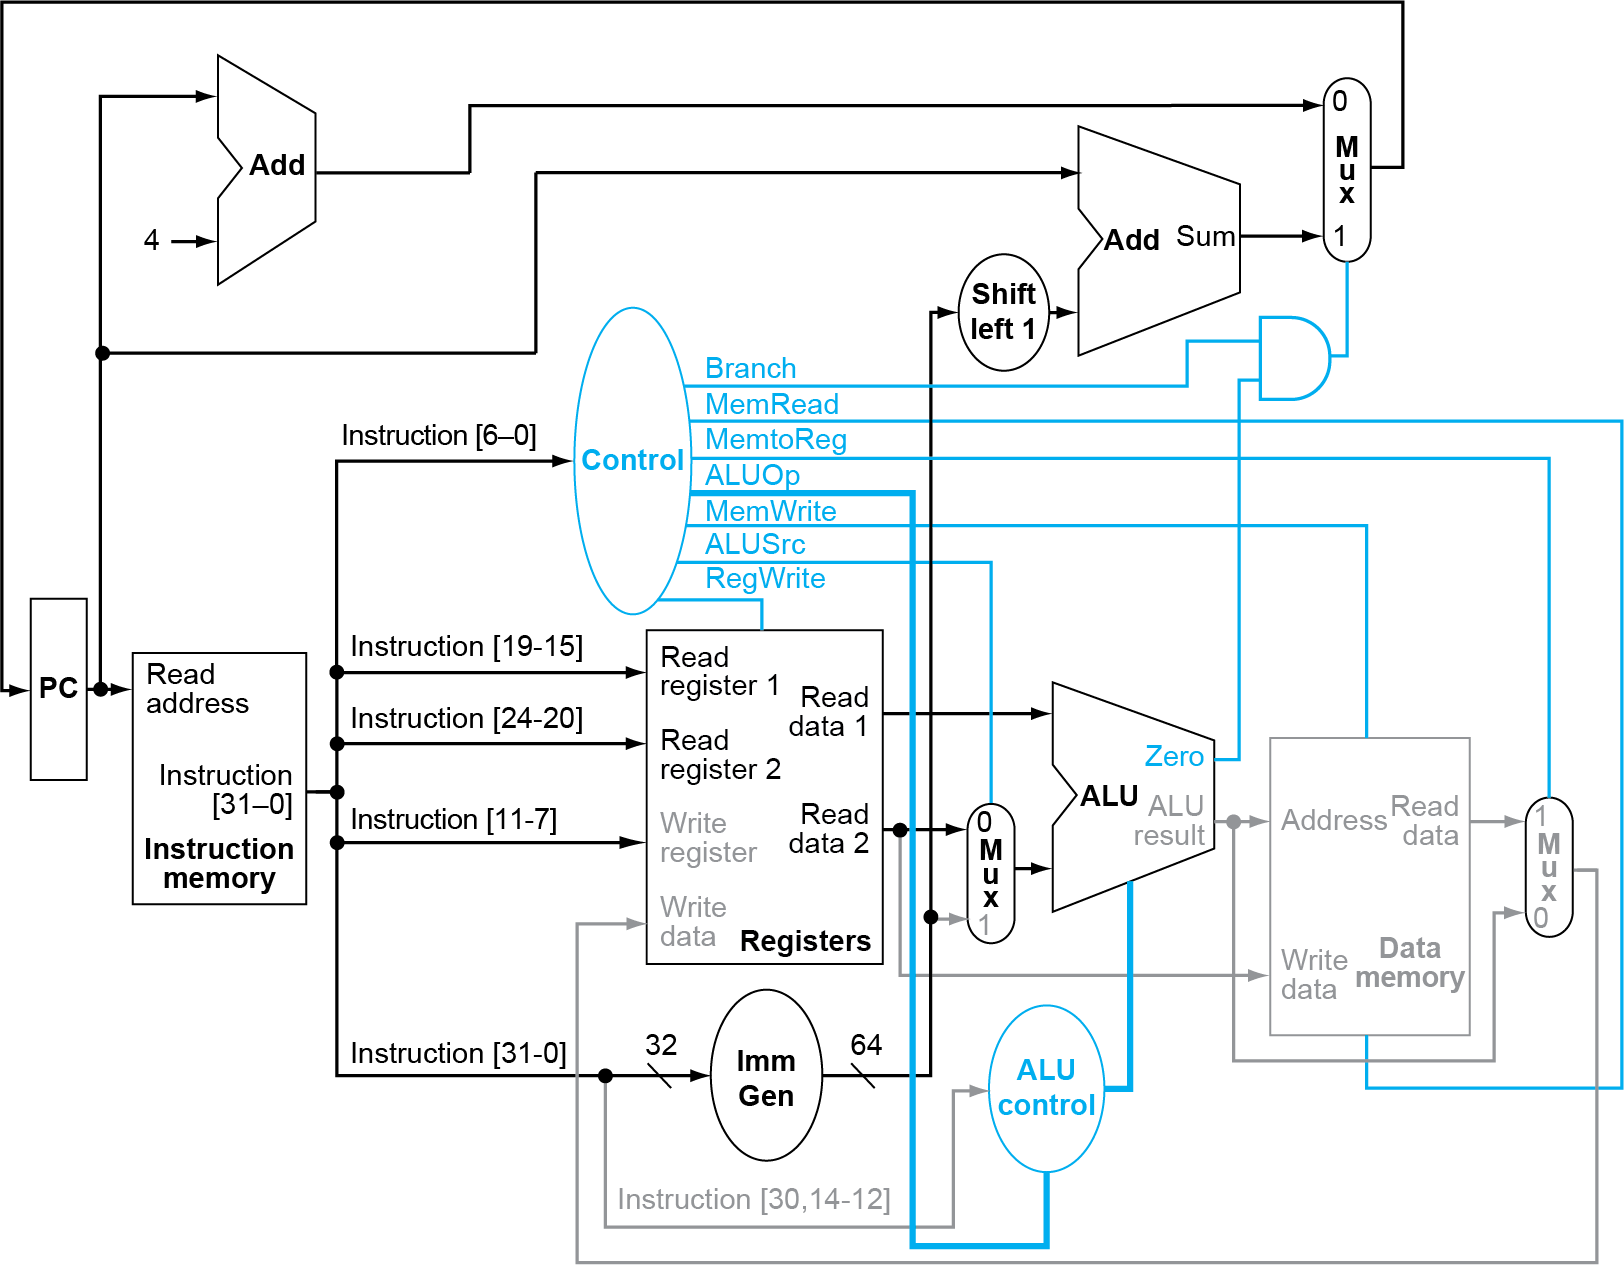 0
M
u
x
1
Add
4
Add Sum
Shift
left 1
Branch
MemRead
MemtoReg
ALUOp
MemWrite
ALUSrc
RegWrite
Instruction [6–0]
Control
PC
Read
address
Instruction
[31–0]
Instruction
memory
Instruction [19-15]
Instruction [24-20]
Instruction [11-7]
Instruction [31-0]
Read
register 1
Read
register 2
Write
register
Write
data
Read
data 1
Read
data 2
Registers
0
M
u
x
1
Zero
ALU
ALU
result
Address
Read
data
Write
data
Data
memory
1
M
u
x
0
32
Imm
Gen
64
ALU
control
Instruction [30,14-12]